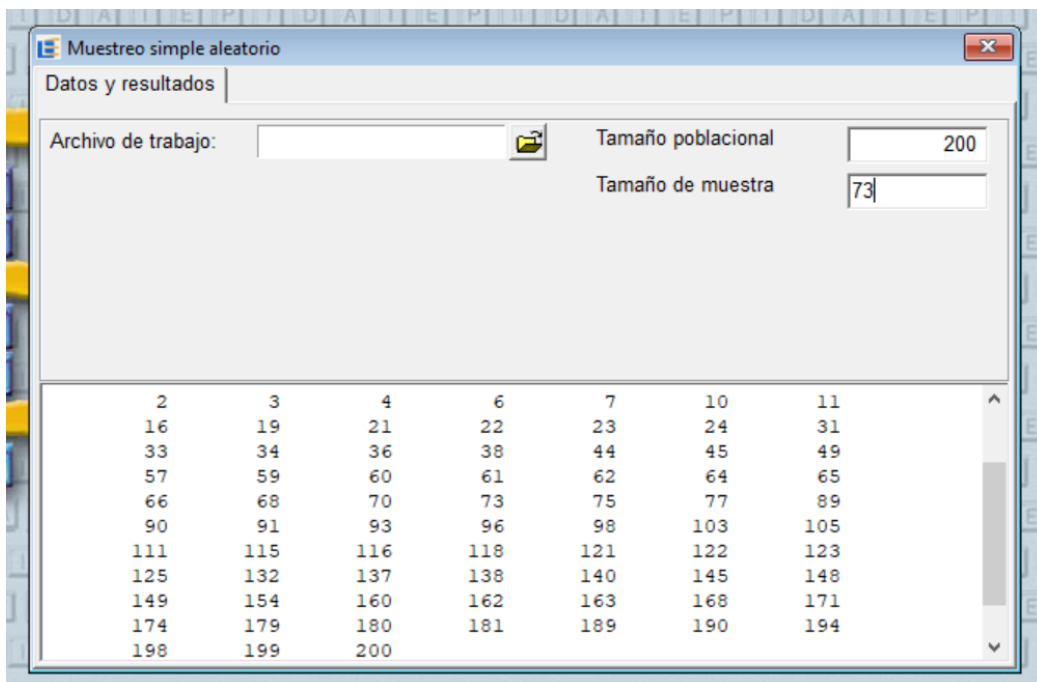 Muestreo simple aleatorio
Datos y resultados
Archivo de trabajo:
Tamaño poblacional 200
Tamaño de muestra 73
2 3 4 6 7 10 11
16 19 21 22 23 24 31
33 34 36 38 44 45 49
57 59 60 61 62 64 65
66 68 70 73 75 77 89
90 91 93 96 98 103 105
111 115 116 118 121 122 123
125 132 137 138 140 145 148
149 154 160 162 163 168 171
174 179 180 181 189 190 194
198 199 200